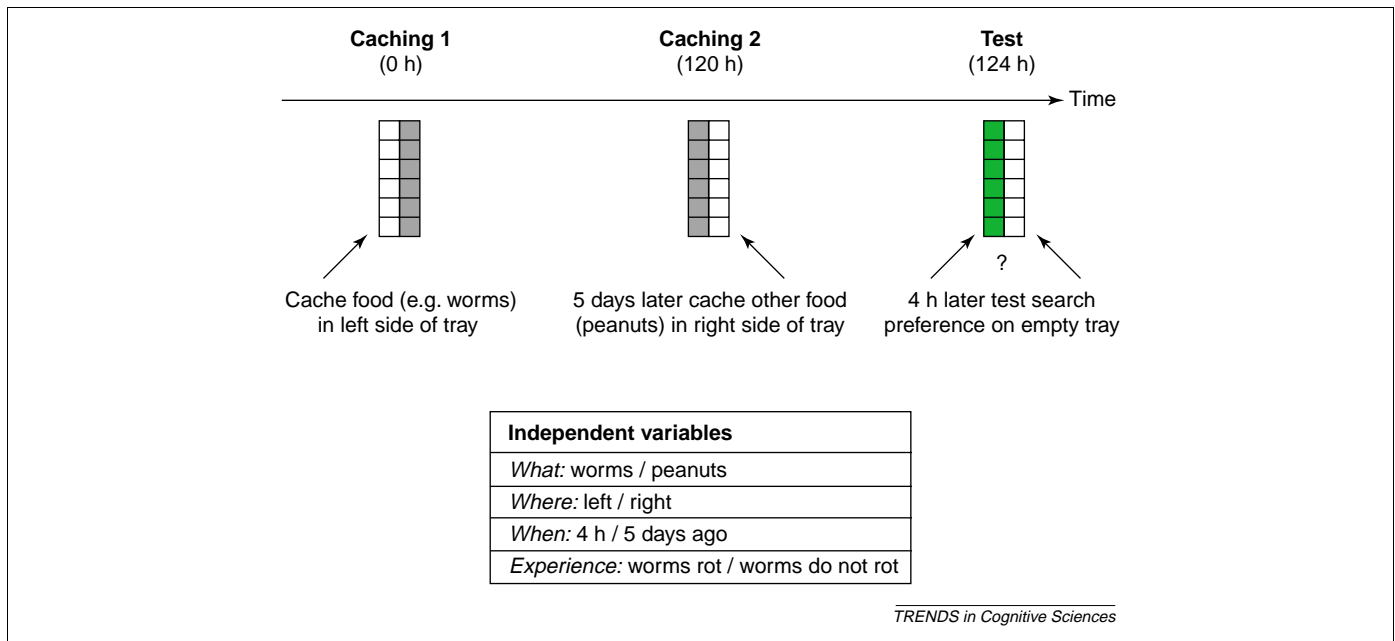 Caching 1
(0 h)
Caching 2
(120 h)
Test
(124 h)
Time
Cache food (e.g. worms)
in left side of tray
5 days later cache other food
(peanuts) in right side of tray
?
4 h later test search
preference on empty tray
Independent variables
What: worms / peanuts
Where: left / right
When: 4 h / 5 days ago
Experience: worms rot / worms do not rot
TRENDS in Cognitive Sciences